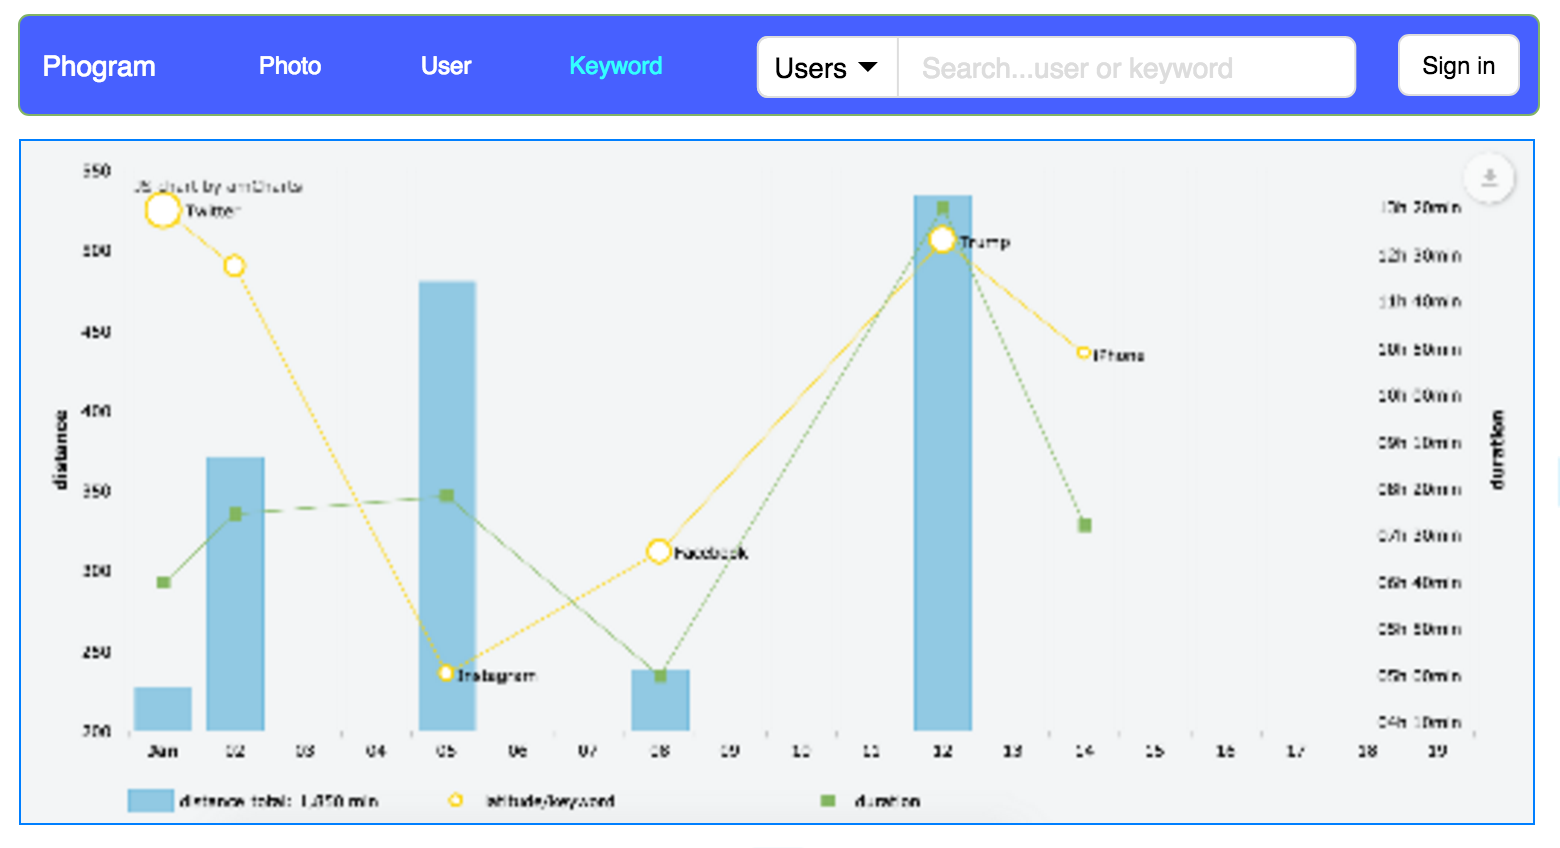 Phogram Photo User Keyword Users Search...user or keyword Sign in
550
JS chart by amCharts
Twitter
13h 20min
500
Trump
12h 30min
11h 40min
450
10h 50min
iPhone
400
10h 00min
distance
duration
09h 10min
350
08h 20min
07h 30min
Facebook
300
06h 40min
05h 50min
250
Instagram
05h 00min
200
04h 10min
Jan 02 03 04 05 06 07 08 09 10 11 12 13 14 15 16 17 18 19
distance total: 1,850 min latitude/keyword duration